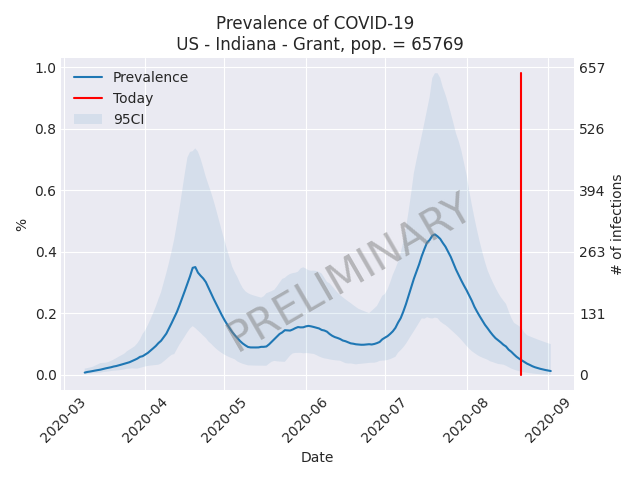 Prevalence of COVID-19
US - Indiana - Grant, pop. = 65769
Prevalence
Today
95CI
PRELIMINARY
1.0
0.8
0.6
0.4
0.2
0.0
%
657
526
394
263
131
0
# of infections
2020-03
2020-04
2020-05
2020-06
2020-07
2020-08
2020-09
Date